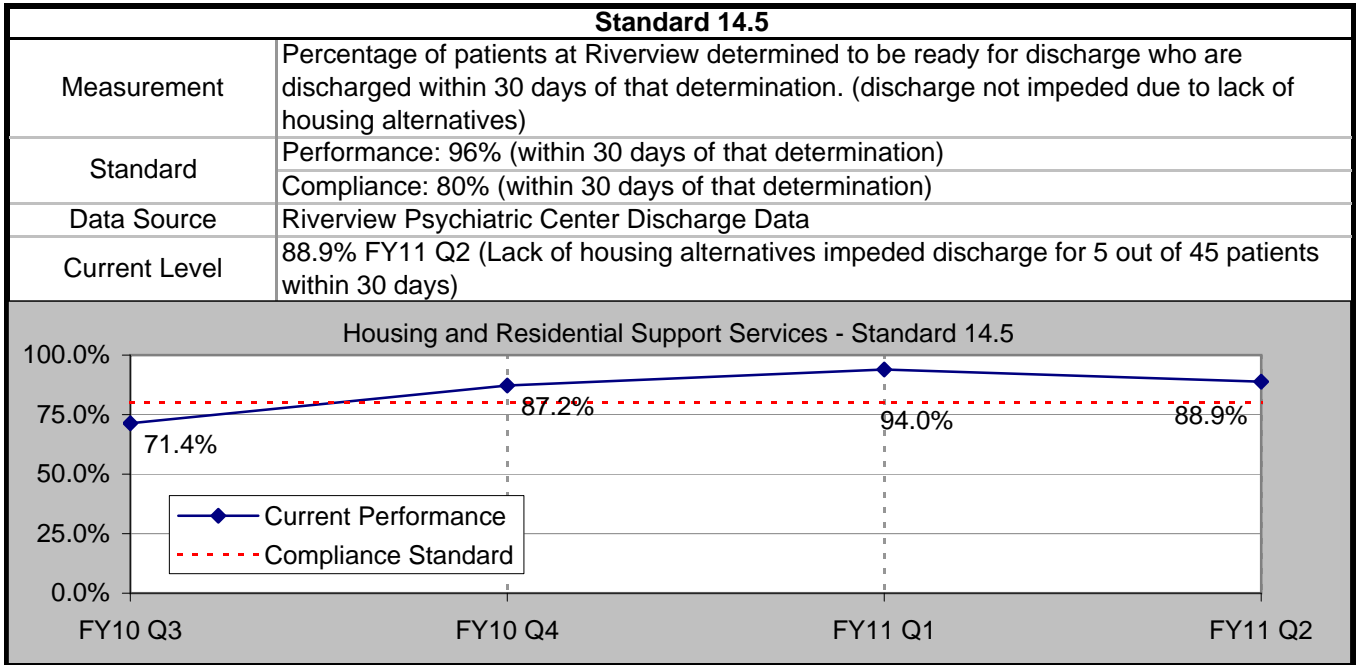 Standard 14.5
Measurement
Percentage of patients at Riverview determined to be ready for discharge who are
discharged within 30 days of that determination. (discharge not impeded due to lack of
housing alternatives)
Standard
Performance: 96% (within 30 days of that determination)
Compliance: 80% (within 30 days of that determination)
Data Source
Riverview Psychiatric Center Discharge Data
Current Level
88.9% FY11 Q2 (Lack of housing alternatives impeded discharge for 5 out of 45 patients
within 30 days)
Housing and Residential Support Services - Standard 14.5
100.0%
75.0%
50.0%
25.0%
0.0%
71.4%
87.2%
94.0%
88.9%
Current Performance
Compliance Standard
FY10 Q3
FY10 Q4
FY11 Q1
FY11 Q2